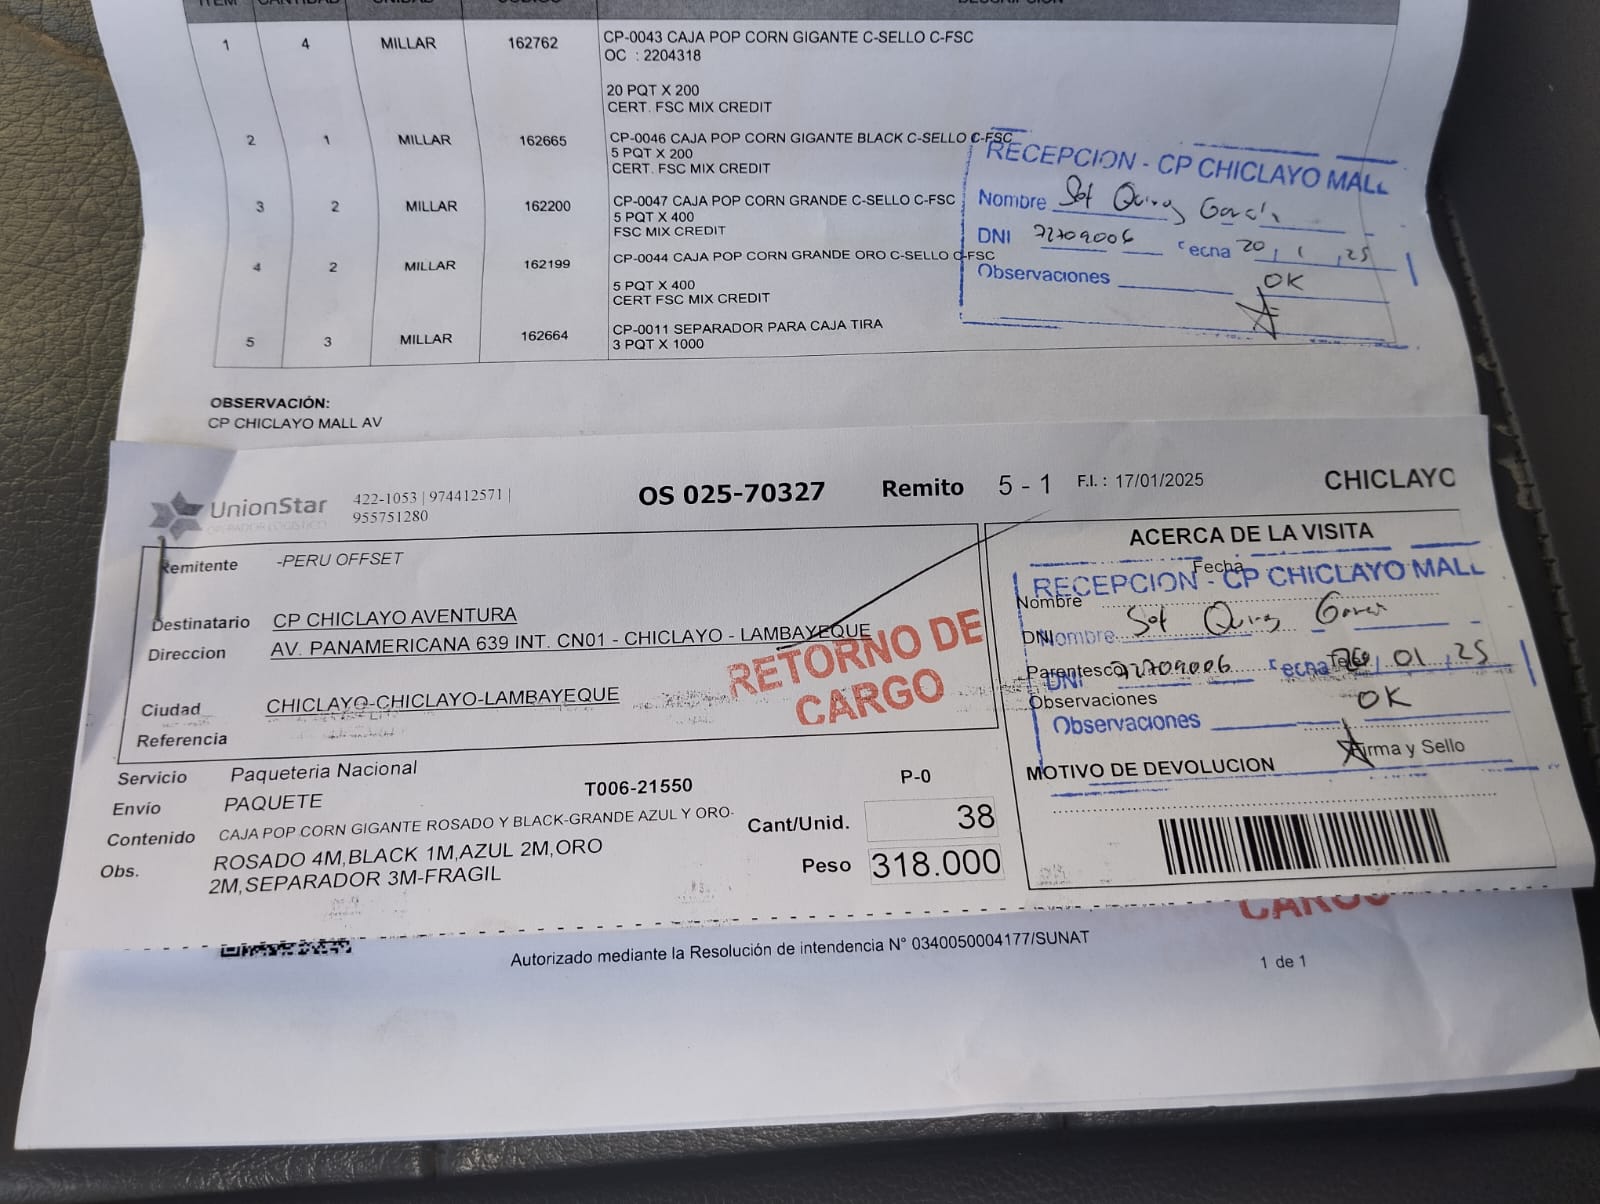 ITEM CANTIDAD UNIDAD CODIGO DESCRIPCION
1 4 MILLAR 162762 CP-0043 CAJA POP CORN GIGANTE C-SELLO C-FSC
OC : 2204318
20 PQT X 200
CERT. FSC MIX CREDIT
2 1 MILLAR 162665 CP-0046 CAJA POP CORN GIGANTE BLACK C-SELLO C-FSC
5 PQT X 200
CERT. FSC MIX CREDIT
3 2 MILLAR 162200 CP-0047 CAJA POP CORN GRANDE C-SELLO C-FSC
5 PQT X 400
FSC MIX CREDIT
4 2 MILLAR 162199 CP-0044 CAJA POP CORN GRANDE ORO C-SELLO C-FSC
5 PQT X 400
CERT FSC MIX CREDIT
5 3 MILLAR 162664 CP-0011 SEPARADOR PARA CAJA TIRA
3 PQT X 1000
RECEPCION - CP CHICLAYO MALL
Nombre
DNI 72709006 Fecha 20, 1, 25
Observaciones OK
OBSERVACIÓN:
CP CHICLAYO MALL AV
UnionStar
OPERADOR LOGISTICO
422-1053 | 974412571 |
955751280
OS 025-70327 Remito 5 - 1 F.I. : 17/01/2025 CHICLAYO
Remitente -PERU OFFSET
Destinatario CP CHICLAYO AVENTURA
Direccion AV. PANAMERICANA 639 INT. CN01 - CHICLAYO - LAMBAYEQUE
Ciudad CHICLAYO-CHICLAYO-LAMBAYEQUE
Referencia
RETORNO DE
CARGO
ACERCA DE LA VISITA
Fecha
RECEPCION - CP CHICLAYO MALL
Nombre
DNI Nombre
Parentesco 72709006 Fecha 20, 01, 25
DNI
Observaciones OK
Observaciones
Firma y Sello
MOTIVO DE DEVOLUCION
Servicio Paqueteria Nacional
Envío PAQUETE T006-21550 P-0
Contenido CAJA POP CORN GIGANTE ROSADO Y BLACK-GRANDE AZUL Y ORO- Cant/Unid. 38
Obs. ROSADO 4M,BLACK 1M,AZUL 2M,ORO
2M,SEPARADOR 3M-FRAGIL Peso 318.000
CARGO
Autorizado mediante la Resolución de intendencia N° 0340050004177/SUNAT
1 de 1